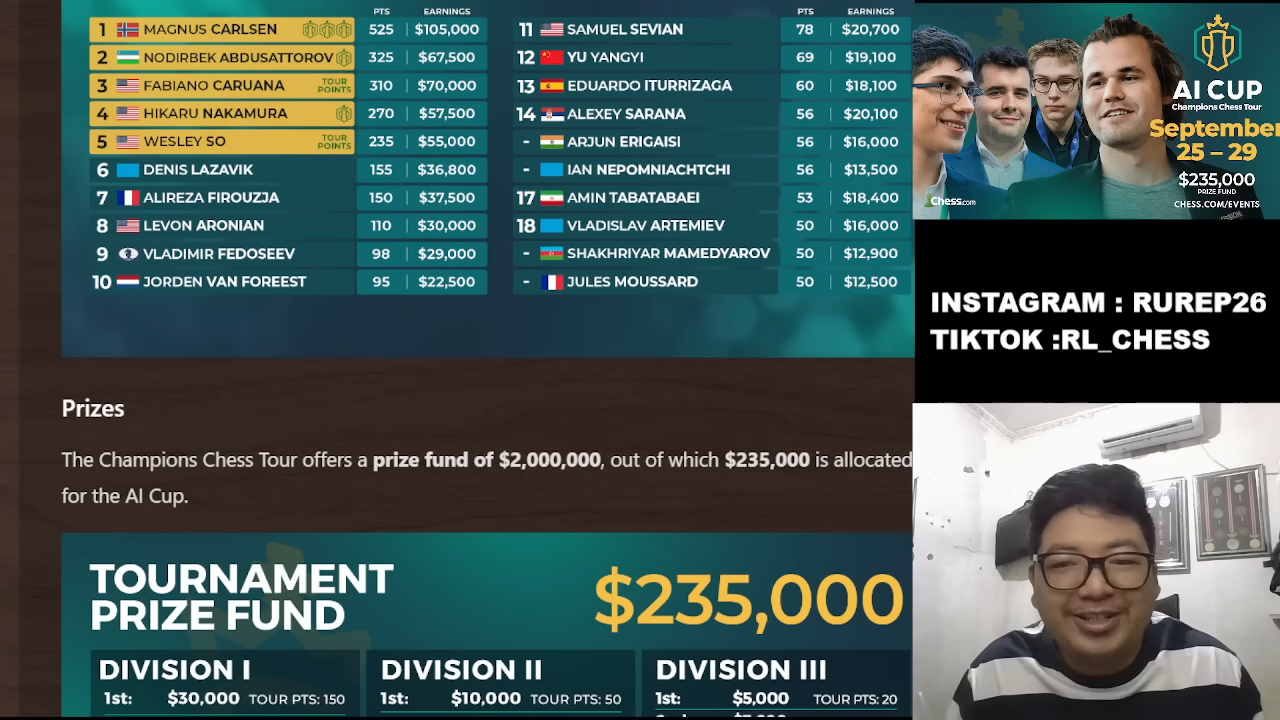 PTS EARNINGS
1 MAGNUS CARLSEN 525 $105,000
2 NODIRBEK ABDUSATTOROV 325 $67,500
3 FABIANO CARUANA TOUR POINTS 310 $70,000
4 HIKARU NAKAMURA 270 $57,500
5 WESLEY SO TOUR POINTS 235 $55,000
6 DENIS LAZAVIK 155 $36,800
7 ALIREZA FIROUZJA 150 $37,500
8 LEVON ARONIAN 110 $30,000
9 VLADIMIR FEDOSEEV 98 $29,000
10 JORDEN VAN FOREEST 95 $22,500
PTS EARNINGS
11 SAMUEL SEVIAN 78 $20,700
12 YU YANGYI 69 $19,100
13 EDUARDO ITURRIZAGA 60 $18,100
14 ALEXEY SARANA 56 $20,100
- ARJUN ERIGAISI 56 $16,000
- IAN NEPOMNIACHTCHI 56 $13,500
17 AMIN TABATABAEI 53 $18,400
18 VLADISLAV ARTEMIEV 50 $16,000
- SHAKHRIYAR MAMEDYAROV 50 $12,900
- JULES MOUSSARD 50 $12,500
Prizes
The Champions Chess Tour offers a prize fund of $2,000,000, out of which $235,000 is allocated
for the AI Cup.
TOURNAMENT
PRIZE FUND
$235,000
DIVISION I
1st: $30,000 TOUR PTS: 150
DIVISION II
1st: $10,000 TOUR PTS: 50
DIVISION III
1st: $5,000 TOUR PTS: 20
AI CUP
Champions Chess Tour
September
25 – 29
$235,000
PRIZE FUND
CHESS.COM/EVENTS
Chess.com
INSTAGRAM : RUREP26
TIKTOK :RL_CHESS